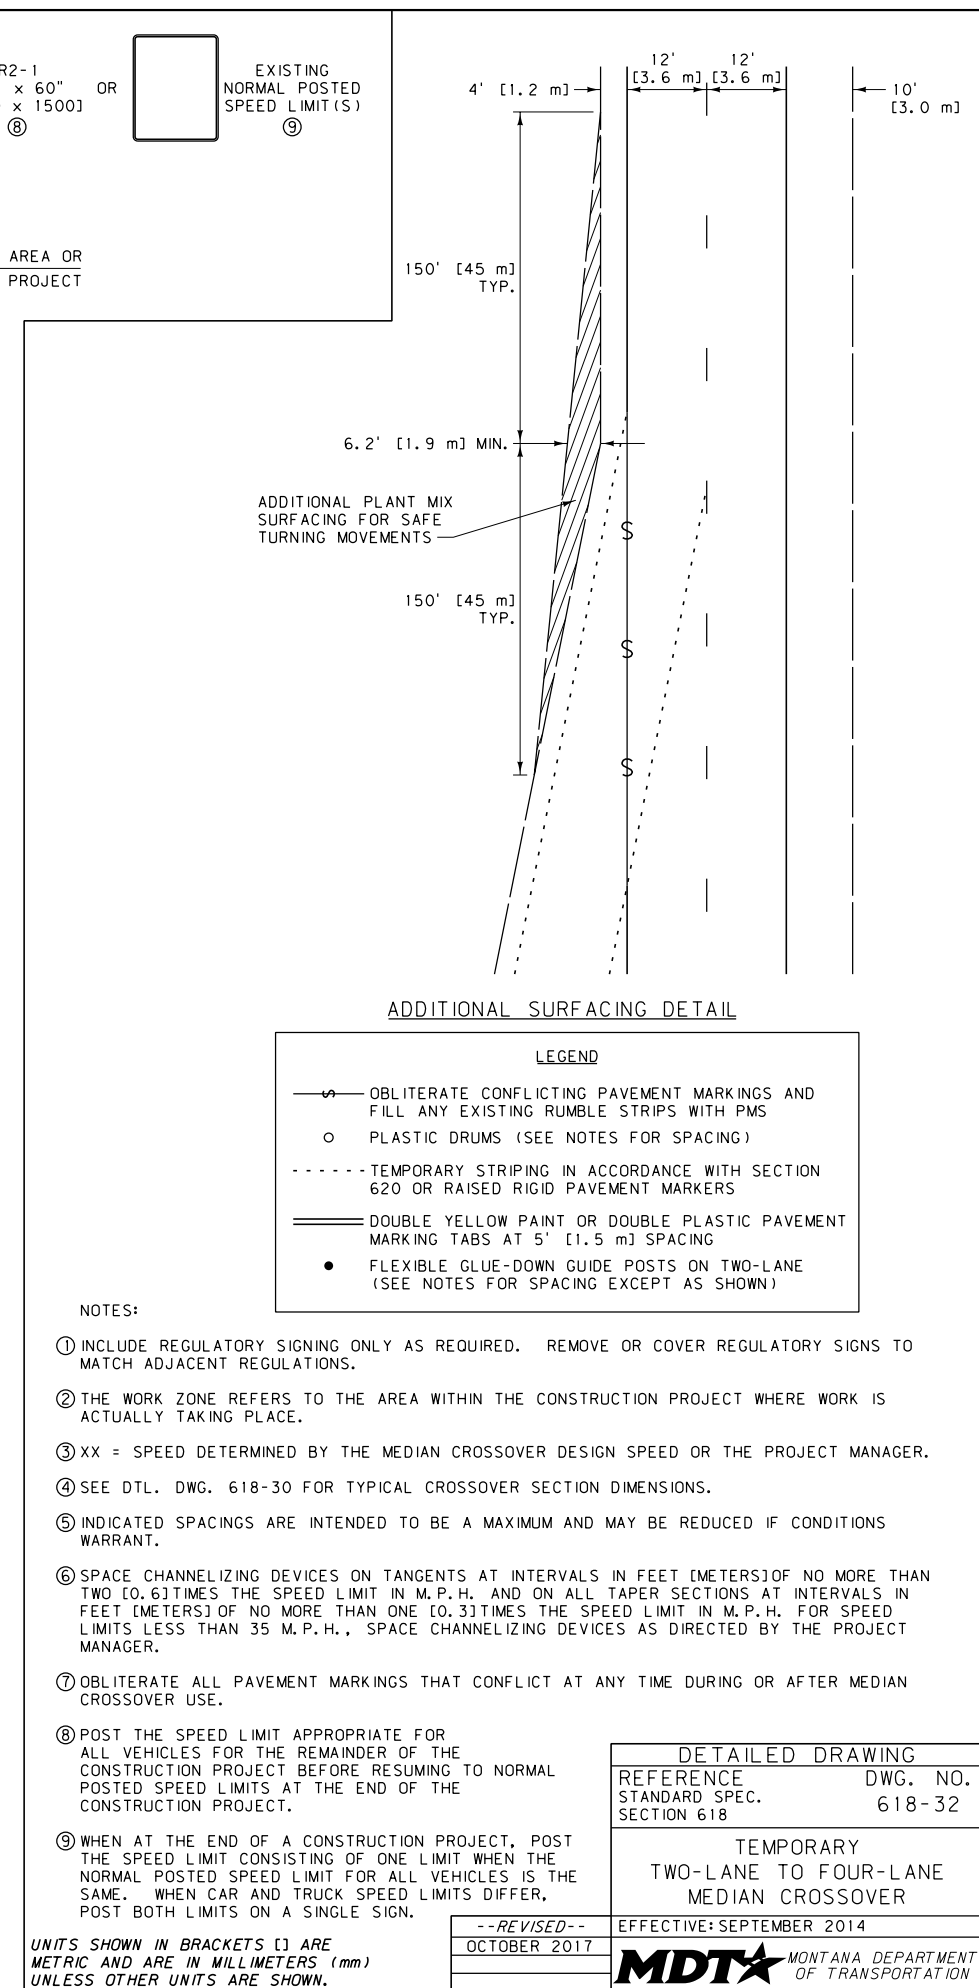 R2-1
x 60"
x 1500]
⑧
OR
EXISTING
NORMAL POSTED
SPEED LIMIT(S)
⑨
AREA OR
PROJECT
12' 12'
[3.6 m] [3.6 m]
4' [1.2 m]
10'
[3.0 m]
150' [45 m]
TYP.
6.2' [1.9 m] MIN.
ADDITIONAL PLANT MIX
SURFACING FOR SAFE
TURNING MOVEMENTS
S
150' [45 m]
TYP.
S
S
ADDITIONAL SURFACING DETAIL
LEGEND
S OBLITERATE CONFLICTING PAVEMENT MARKINGS AND
FILL ANY EXISTING RUMBLE STRIPS WITH PMS
PLASTIC DRUMS (SEE NOTES FOR SPACING)
TEMPORARY STRIPING IN ACCORDANCE WITH SECTION
620 OR RAISED RIGID PAVEMENT MARKERS
DOUBLE YELLOW PAINT OR DOUBLE PLASTIC PAVEMENT
MARKING TABS AT 5' [1.5 m] SPACING
FLEXIBLE GLUE-DOWN GUIDE POSTS ON TWO-LANE
(SEE NOTES FOR SPACING EXCEPT AS SHOWN)
NOTES:
① INCLUDE REGULATORY SIGNING ONLY AS REQUIRED. REMOVE OR COVER REGULATORY SIGNS TO
MATCH ADJACENT REGULATIONS.
② THE WORK ZONE REFERS TO THE AREA WITHIN THE CONSTRUCTION PROJECT WHERE WORK IS
ACTUALLY TAKING PLACE.
③ XX = SPEED DETERMINED BY THE MEDIAN CROSSOVER DESIGN SPEED OR THE PROJECT MANAGER.
④ SEE DTL. DWG. 618-30 FOR TYPICAL CROSSOVER SECTION DIMENSIONS.
⑤ INDICATED SPACINGS ARE INTENDED TO BE A MAXIMUM AND MAY BE REDUCED IF CONDITIONS
WARRANT.
⑥ SPACE CHANNELIZING DEVICES ON TANGENTS AT INTERVALS IN FEET [METERS] OF NO MORE THAN
TWO [0.6] TIMES THE SPEED LIMIT IN M.P.H. AND ON ALL TAPER SECTIONS AT INTERVALS IN
FEET [METERS] OF NO MORE THAN ONE [0.3] TIMES THE SPEED LIMIT IN M.P.H. FOR SPEED
LIMITS LESS THAN 35 M.P.H., SPACE CHANNELIZING DEVICES AS DIRECTED BY THE PROJECT
MANAGER.
⑦ OBLITERATE ALL PAVEMENT MARKINGS THAT CONFLICT AT ANY TIME DURING OR AFTER MEDIAN
CROSSOVER USE.
⑧ POST THE SPEED LIMIT APPROPRIATE FOR
ALL VEHICLES FOR THE REMAINDER OF THE
CONSTRUCTION PROJECT BEFORE RESUMING TO NORMAL
POSTED SPEED LIMITS AT THE END OF THE
CONSTRUCTION PROJECT.
⑨ WHEN AT THE END OF A CONSTRUCTION PROJECT, POST
THE SPEED LIMIT CONSISTING OF ONE LIMIT WHEN THE
NORMAL POSTED SPEED LIMIT FOR ALL VEHICLES IS THE
SAME. WHEN CAR AND TRUCK SPEED LIMITS DIFFER,
POST BOTH LIMITS ON A SINGLE SIGN.
UNITS SHOWN IN BRACKETS [] ARE
METRIC AND ARE IN MILLIMETERS (mm)
UNLESS OTHER UNITS ARE SHOWN.
--REVISED--
OCTOBER 2017
DETAILED DRAWING
REFERENCE DWG. NO.
STANDARD SPEC. 618-32
SECTION 618
TEMPORARY
TWO-LANE TO FOUR-LANE
MEDIAN CROSSOVER
EFFECTIVE: SEPTEMBER 2014
MDT MONTANA DEPARTMENT
OF TRANSPORTATION